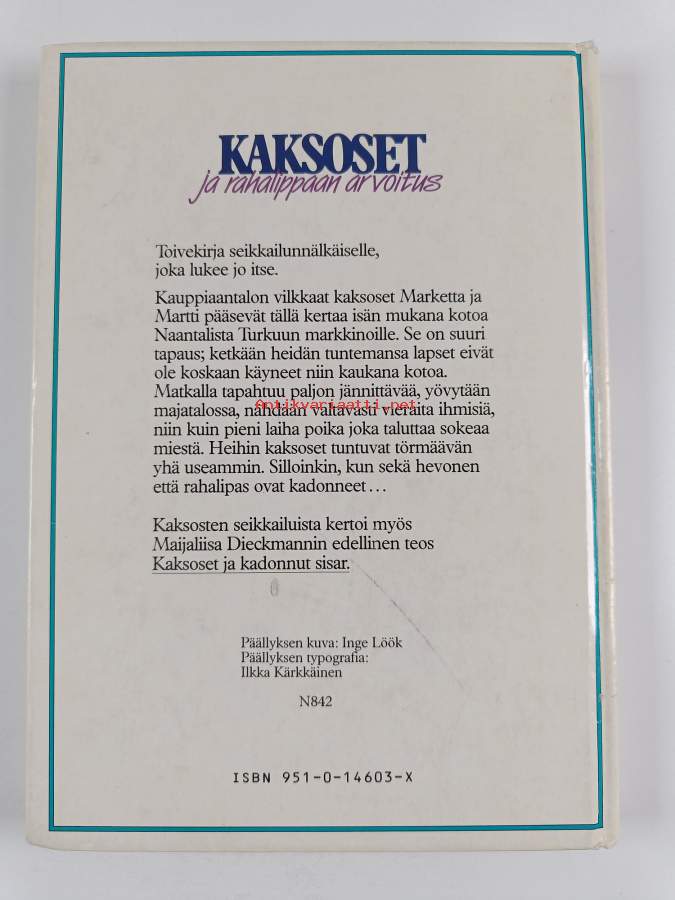 KAKSOSET
ja rahalippaan arvoitus
Toivekirja seikkailunnälkäiselle,
joka lukee jo itse.
Kauppiaantalon vilkkaat kaksoset Marketta ja
Martti pääsevät tällä kertaa isän mukana kotoa
Naantalista Turkuun markkinoille. Se on suuri
tapaus; ketkään heidän tuntemansa lapset eivät
ole koskaan käyneet niin kaukana kotoa.
Matkalla tapahtuu paljon jännittävää, yövytään
Antikvariaatti.net
majatalossa, nähdään valtavasti vieraita ihmisiä,
niin kuin pieni laiha poika joka taluttaa sokeaa
miestä. Heihin kaksoset tuntuvat törmäävän
yhä useammin. Silloinkin, kun sekä hevonen
että rahalipas ovat kadonneet...
Kaksosten seikkailuista kertoi myös
Maijaliisa Dieckmannin edellinen teos
Kaksoset ja kadonnut sisar.
Päällyksen kuva: Inge Löök
Päällyksen typografia:
Ilkka Kärkkäinen
N842
ISBN 951-0-14603-X